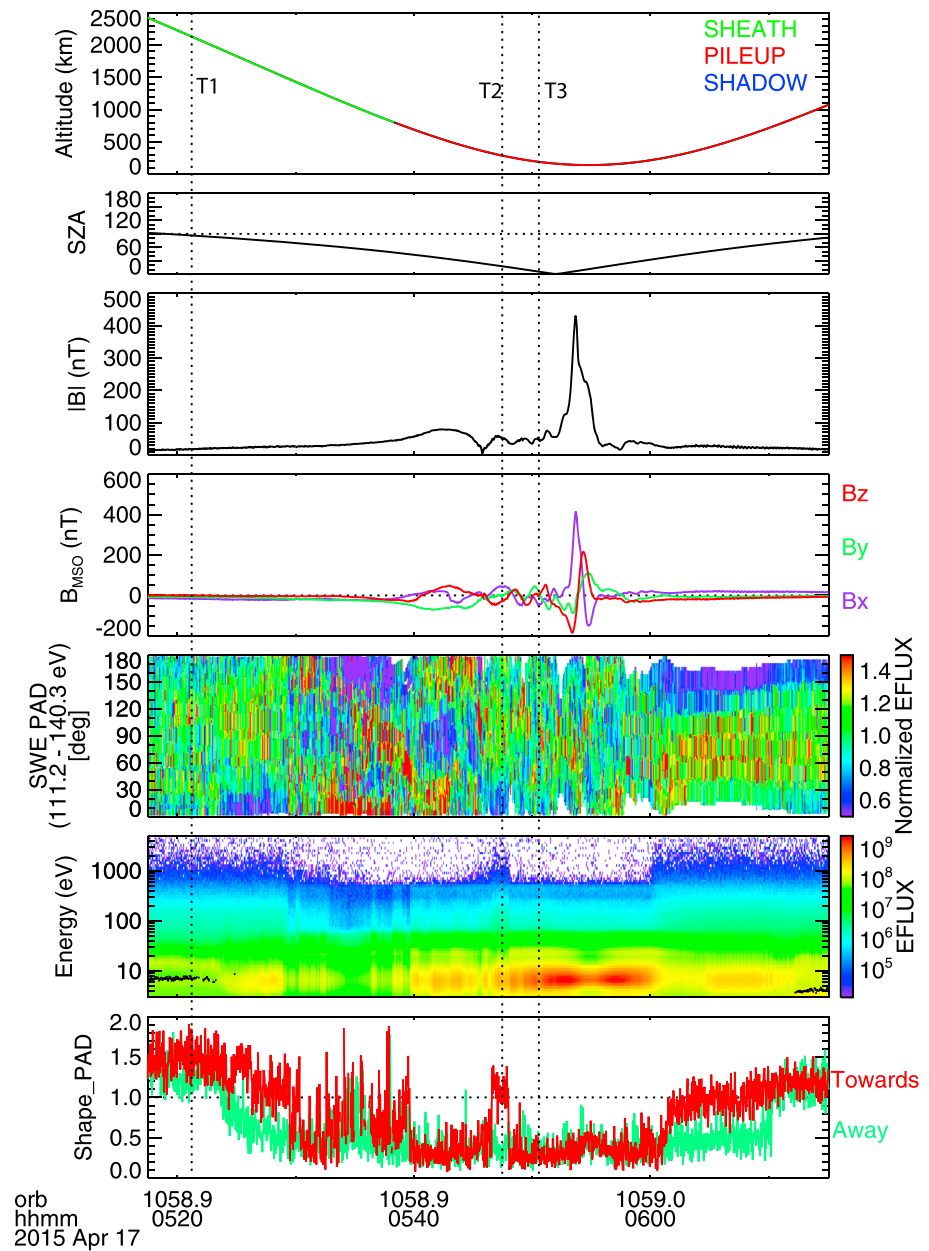 2500
2000
1500
1000
500
0
Altitude (km)
SHEATH
PILEUP
SHADOW
T1
T2
T3
180
120
60
0
SZA
500
400
300
200
100
0
|B| (nT)
600
400
200
0
-200
B_MSO (nT)
Bz
By
Bx
180
150
120
90
60
30
0
SWE PAD
(111.2 - 140.3 eV)
[deg]
1.4
1.2
1.0
0.8
0.6
Normalized EFLUX
1000
100
10
Energy (eV)
10^9
10^8
10^7
10^6
10^5
EFLUX
2.0
1.5
1.0
0.5
0.0
Shape_PAD
Towards
Away
orb 1058.9 1058.9 1059.0
hhmm 0520 0540 0600
2015 Apr 17